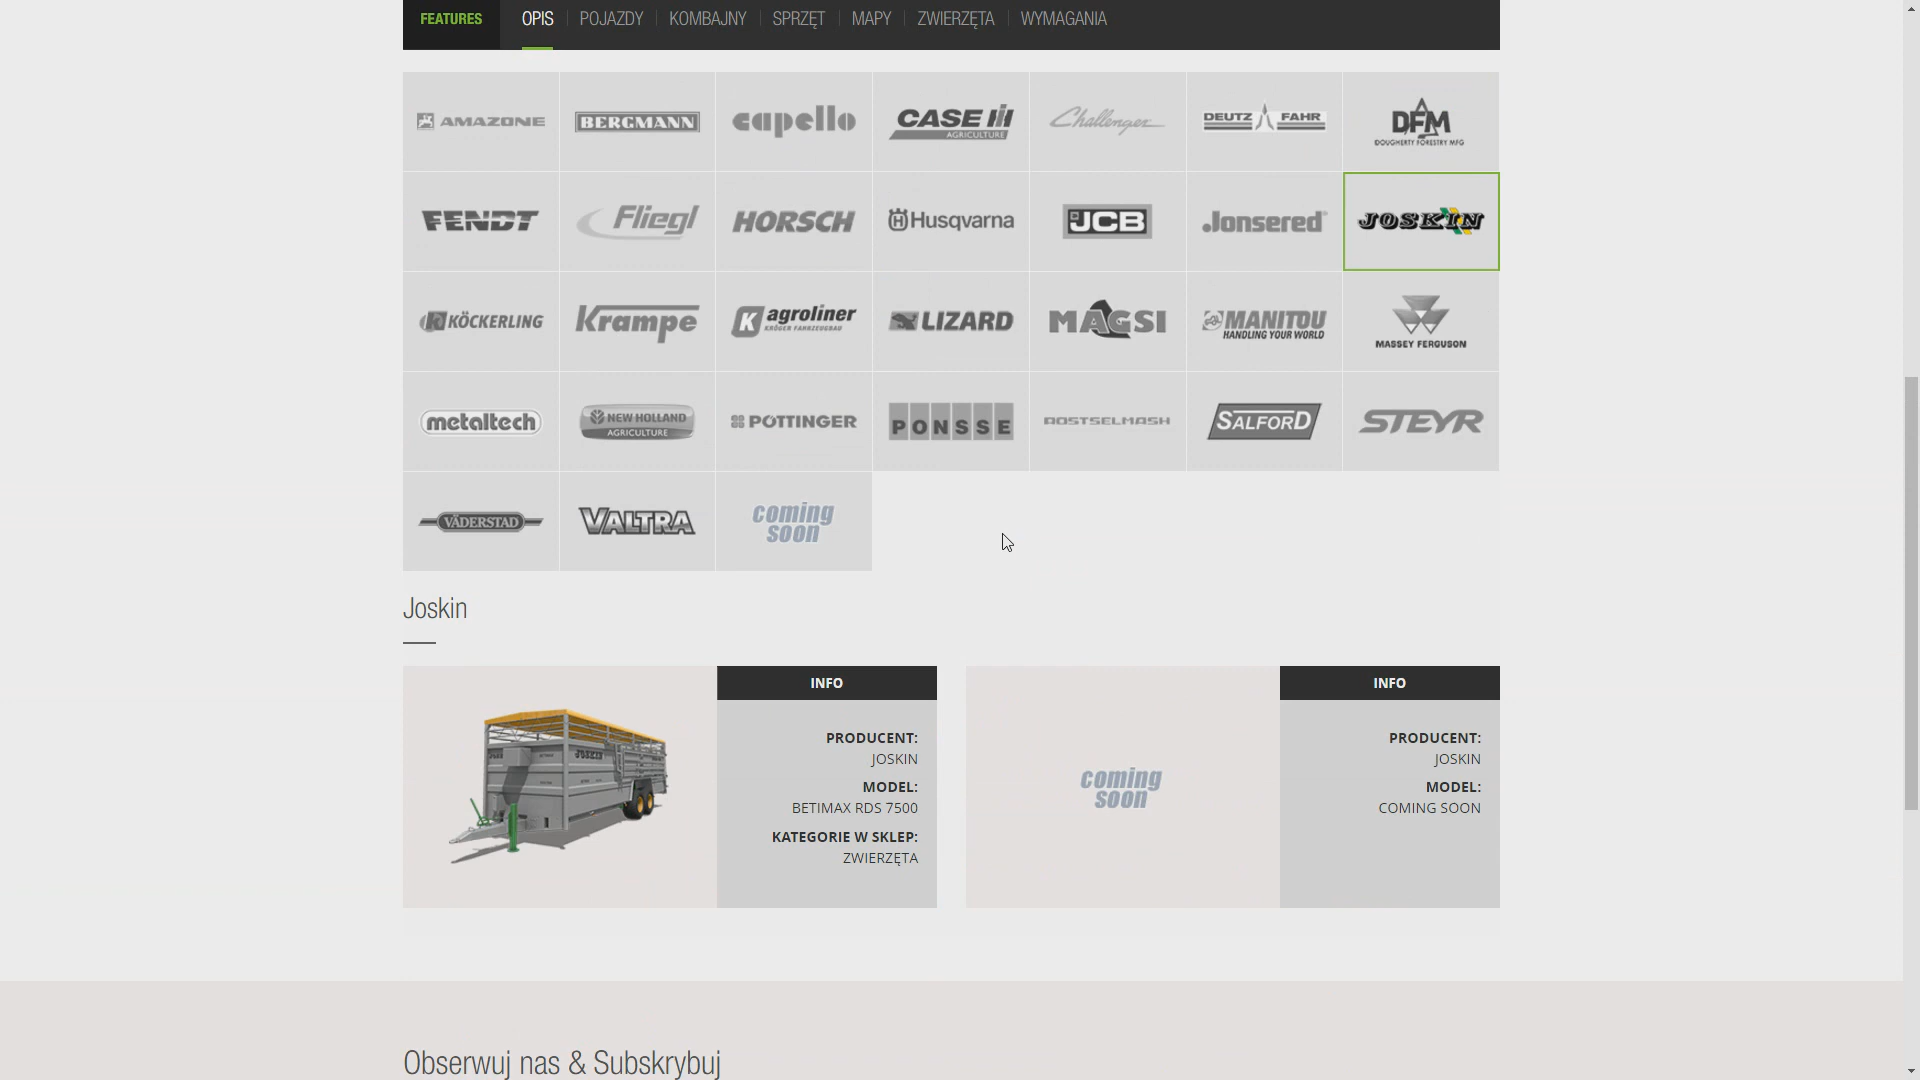 FEATURES OPIS POJAZDY KOMBAJNY SPRZĘT MAPY ZWIERZĘTA WYMAGANIA
AMAZONE BERGMANN capello CASE IH AGRICULTURE Challenger DEUTZ FAHR DFM DOUGHERTY FORESTRY MFG
FENDT Fliegl HORSCH Husqvarna JCB Jonsered JOSKIN
KÖCKERLING Krampe agroliner KRÖGER FAHRZEUGBAU LIZARD MAGSI MANITOU HANDLING YOUR WORLD MASSEY FERGUSON
metaltech NEW HOLLAND AGRICULTURE PÖTTINGER PONSSE ROSTSELMASH SALFORD STEYR
VÄDERSTAD VALTRA coming soon
Joskin
INFO
PRODUCENT:
JOSKIN
MODEL:
BETIMAX RDS 7500
KATEGORIE W SKLEP:
ZWIERZĘTA
JOSKIN
coming
soon
INFO
PRODUCENT:
JOSKIN
MODEL:
COMING SOON
Obserwuj nas & Subskrybuj